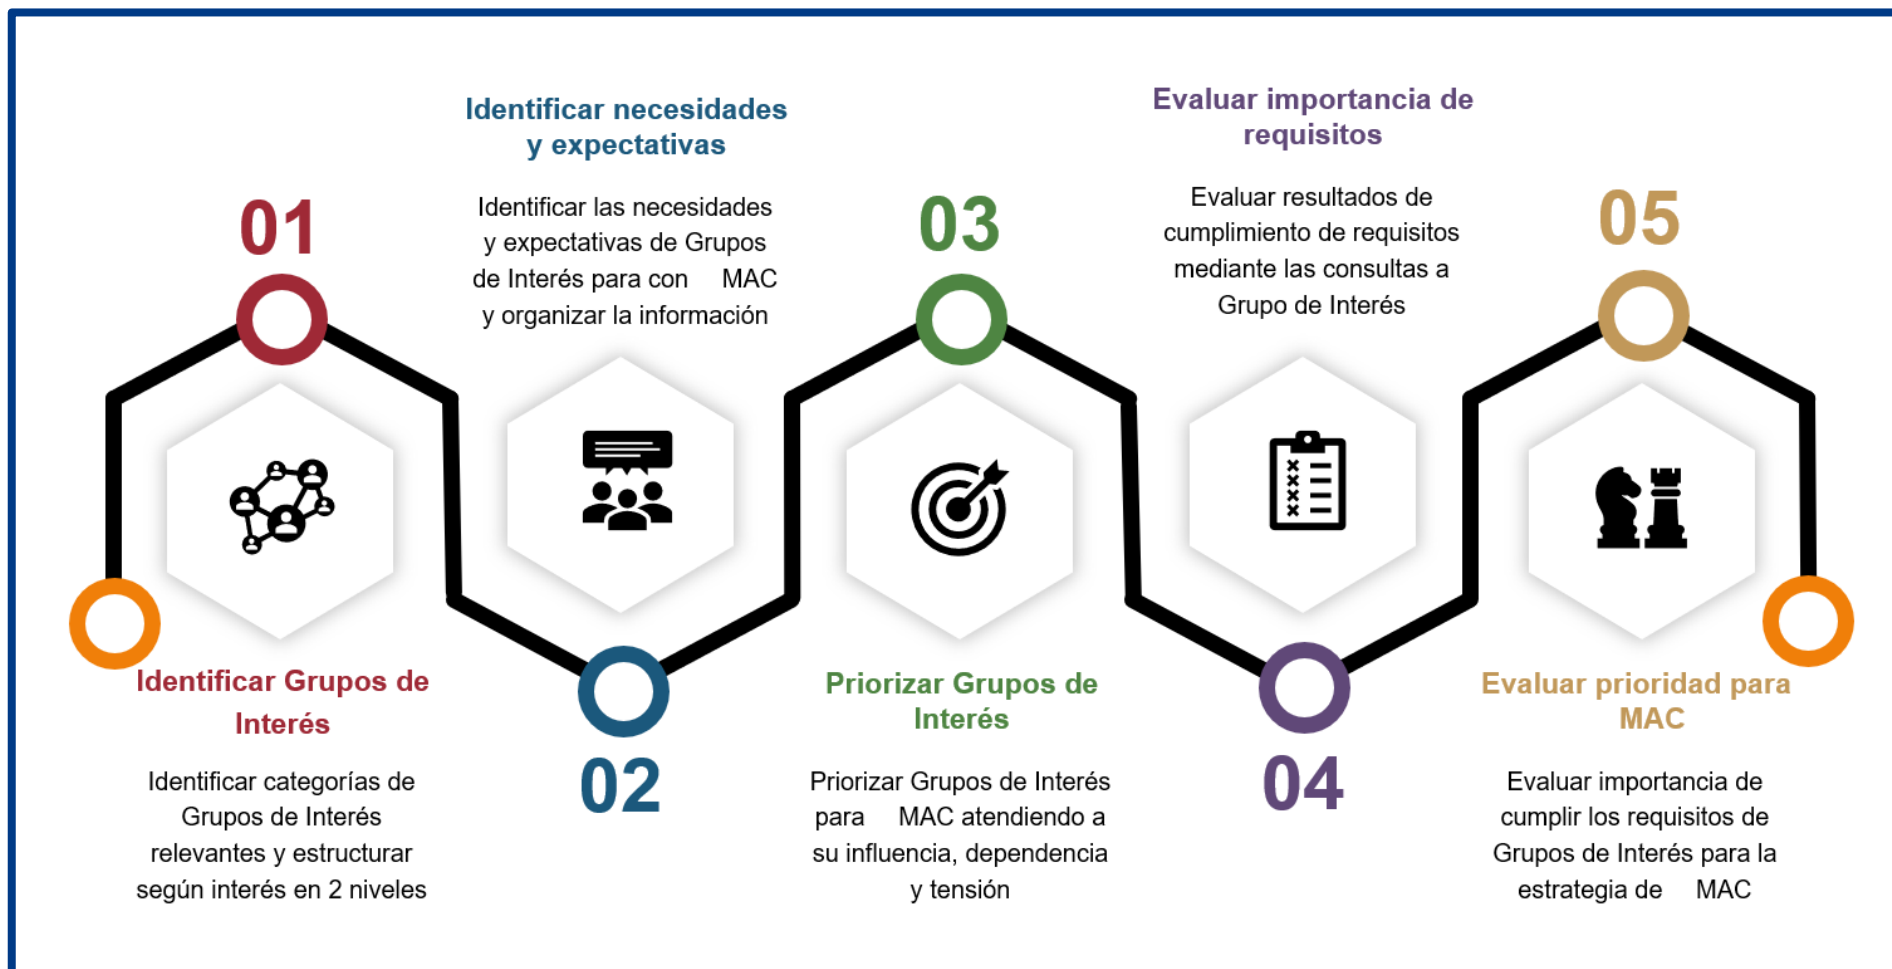 01
Identificar Grupos de
Interés
Identificar categorías de
Grupos de Interés
relevantes y estructurar
según interés en 2 niveles
Identificar necesidades
y expectativas
Identificar las necesidades
y expectativas de Grupos
de Interés para con MAC
y organizar la información
02
03
Priorizar Grupos de
Interés
Priorizar Grupos de Interés
para MAC atendiendo a
su influencia, dependencia
y tensión
Evaluar importancia de
requisitos
Evaluar resultados de
cumplimiento de requisitos
mediante las consultas a
Grupo de Interés
04
05
Evaluar prioridad para
MAC
Evaluar importancia de
cumplir los requisitos de
Grupos de Interés para la
estrategia de MAC